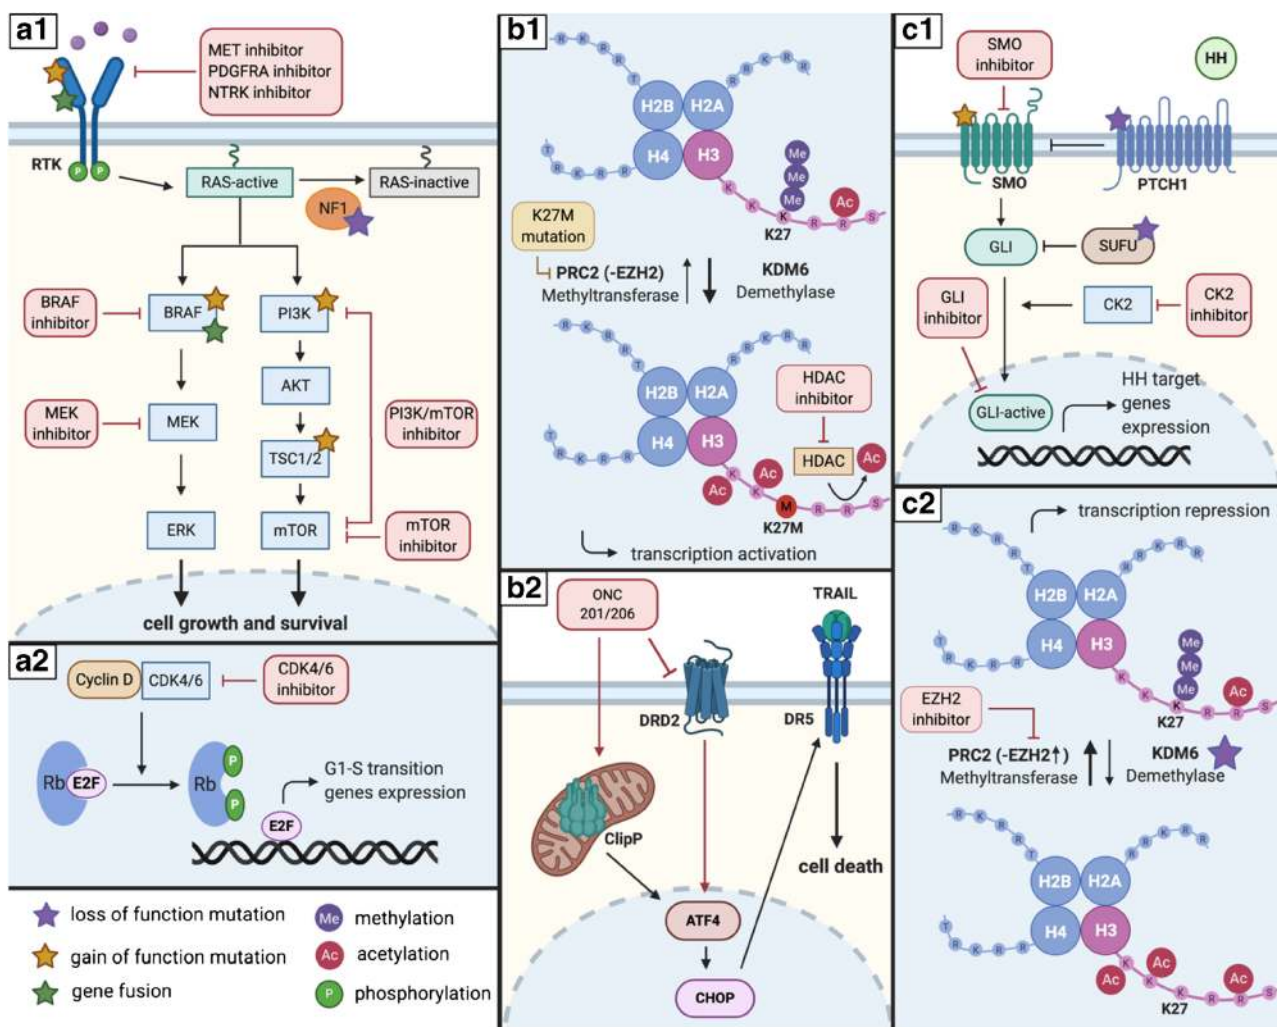 a1
MET inhibitor
PDGFRA inhibitor
NTRK inhibitor
RTK
P
P
RAS-active
RAS-inactive
NF1
BRAF
inhibitor
BRAF
PI3K
AKT
MEK
inhibitor
MEK
PI3K/mTOR
inhibitor
TSC1/2
ERK
mTOR
mTOR
inhibitor
cell growth and survival
a2
Cyclin D
CDK4/6
CDK4/6
inhibitor
Rb
E2F
Rb
P
P
G1-S transition
genes expression
E2F
loss of function mutation
gain of function mutation
gene fusion
Me
methylation
Ac
acetylation
P
phosphorylation
b1
R K R R T
R R K R R
H2B
H2A
H4
H3
T R K R R
Me
Me
Me
Ac
K K K R R S
K27
K27M
mutation
PRC2 (-EZH2)
Methyltransferase
KDM6
Demethylase
R K R R T
R R K R R
H2B
H2A
H4
H3
T R K R R
HDAC
inhibitor
HDAC
Ac
Ac
Ac
K K M R R S
K27M
transcription activation
b2
ONC
201/206
TRAIL
DRD2
DR5
ClipP
cell death
ATF4
CHOP
c1
SMO
inhibitor
HH
SMO
PTCH1
GLI
SUFU
GLI
inhibitor
CK2
CK2
inhibitor
GLI-active
HH target
genes
expression
c2
transcription repression
R K R R T
R R K R R
H2B
H2A
H4
H3
T R K R R
Me
Me
Me
Ac
K K K R R S
K27
EZH2
inhibitor
PRC2 (-EZH2↑)
Methyltransferase
KDM6
Demethylase
R K R R T
R R K R R
H2B
H2A
H4
H3
T R K R R
Ac
Ac
Ac
K K K R R S
K27